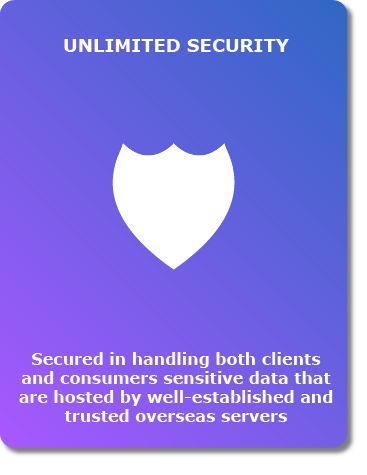 UNLIMITED SECURITY
Secured in handling both clients
and consumers sensitive data that
are hosted by well-established and
trusted overseas servers